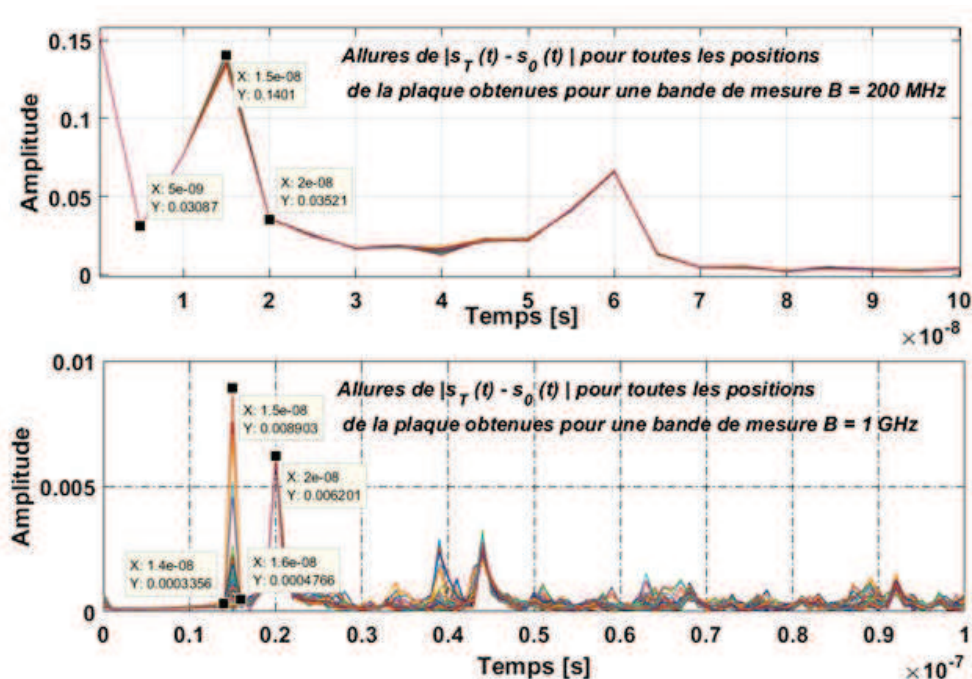 Allures de |s_T (t) - s_0 (t) | pour toutes les positions
de la plaque obtenues pour une bande de mesure B = 200 MHz
0.15
0.1
0.05
0
Amplitude
X: 1.5e-08
Y: 0.1401
X: 5e-09
Y: 0.03087
X: 2e-08
Y: 0.03521
1 2 3 4 5 6 7 8 9 10
Temps [s]
×10^-8
Allures de |s_T (t) - s_0 (t) | pour toutes les positions
de la plaque obtenues pour une bande de mesure B = 1 GHz
0.01
0.005
0
Amplitude
X: 1.5e-08
Y: 0.008903
X: 2e-08
Y: 0.006201
X: 1.4e-08
Y: 0.0003356
X: 1.6e-08
Y: 0.0004766
0 0.1 0.2 0.3 0.4 0.5 0.6 0.7 0.8 0.9 1
Temps [s]
×10^-7